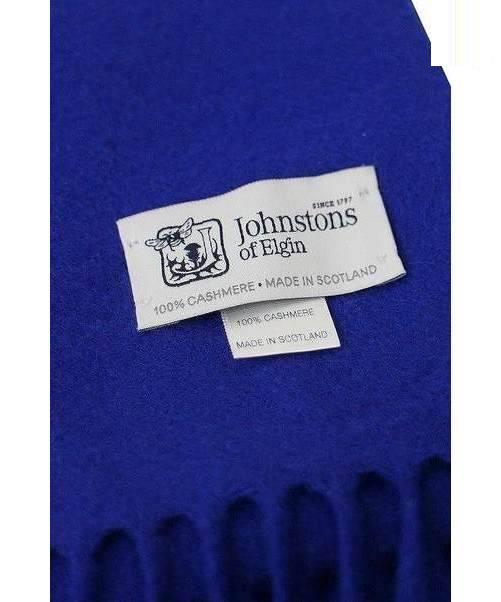 SINCE 1797
J
Johnstons
of Elgin
100% CASHMERE • MADE IN SCOTLAND
100% CASHMERE
MADE IN SCOTLAND